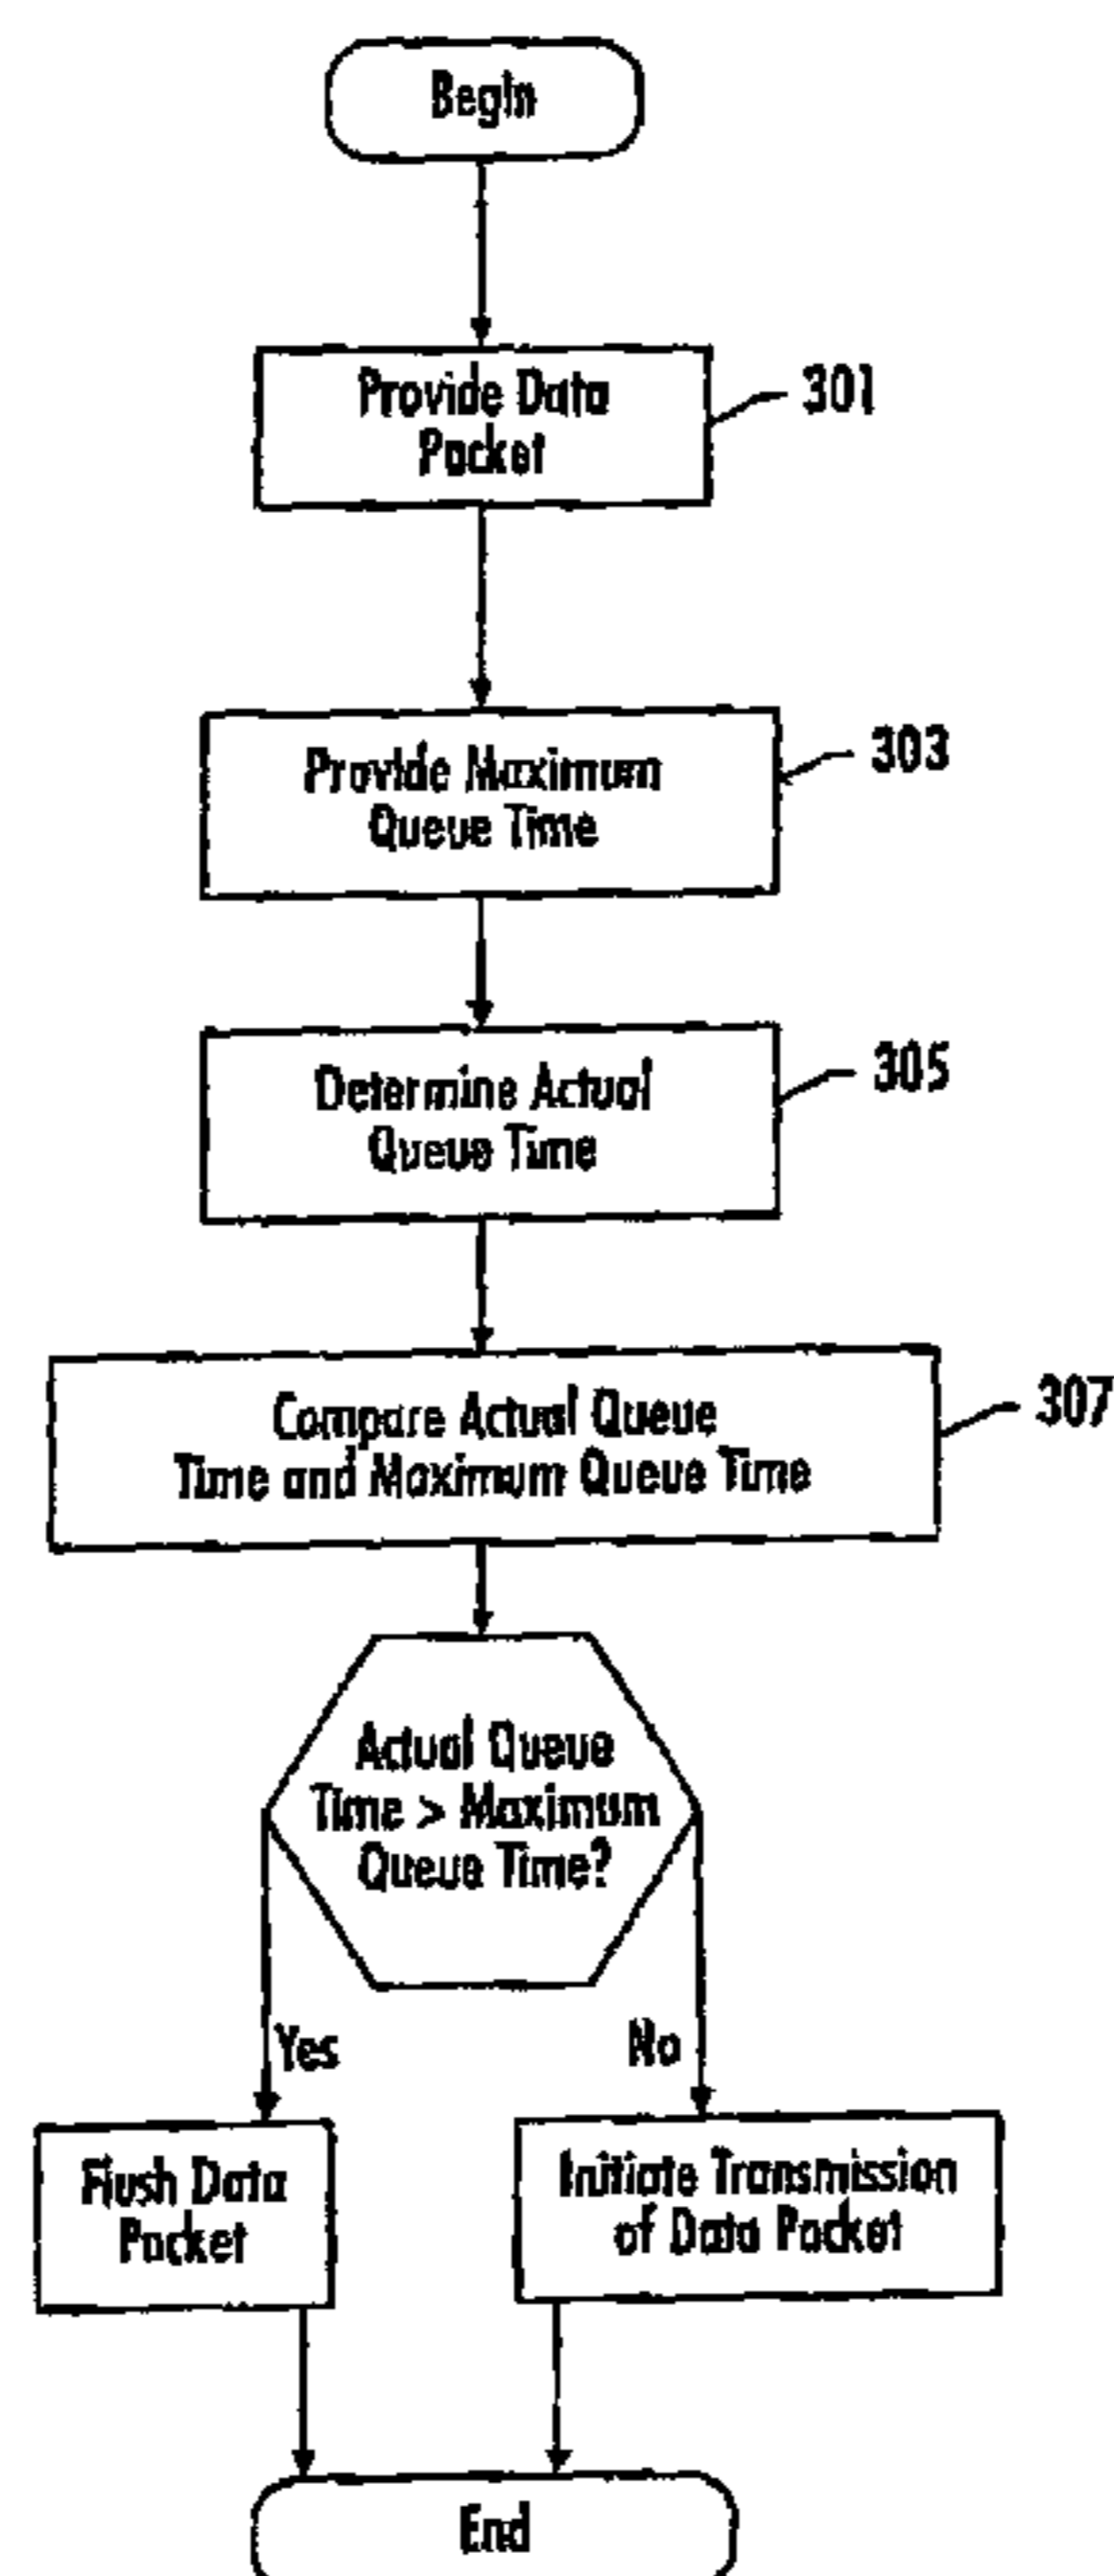 Begin
Provide Data
Packet
301
Provide Maximum
Queue Time
303
Determine Actual
Queue Time
305
Compare Actual Queue
Time and Maximum Queue Time
307
Actual Queue
Time > Maximum
Queue Time?
Yes
No
Flush Data
Packet
Initiate Transmission
of Data Packet
End